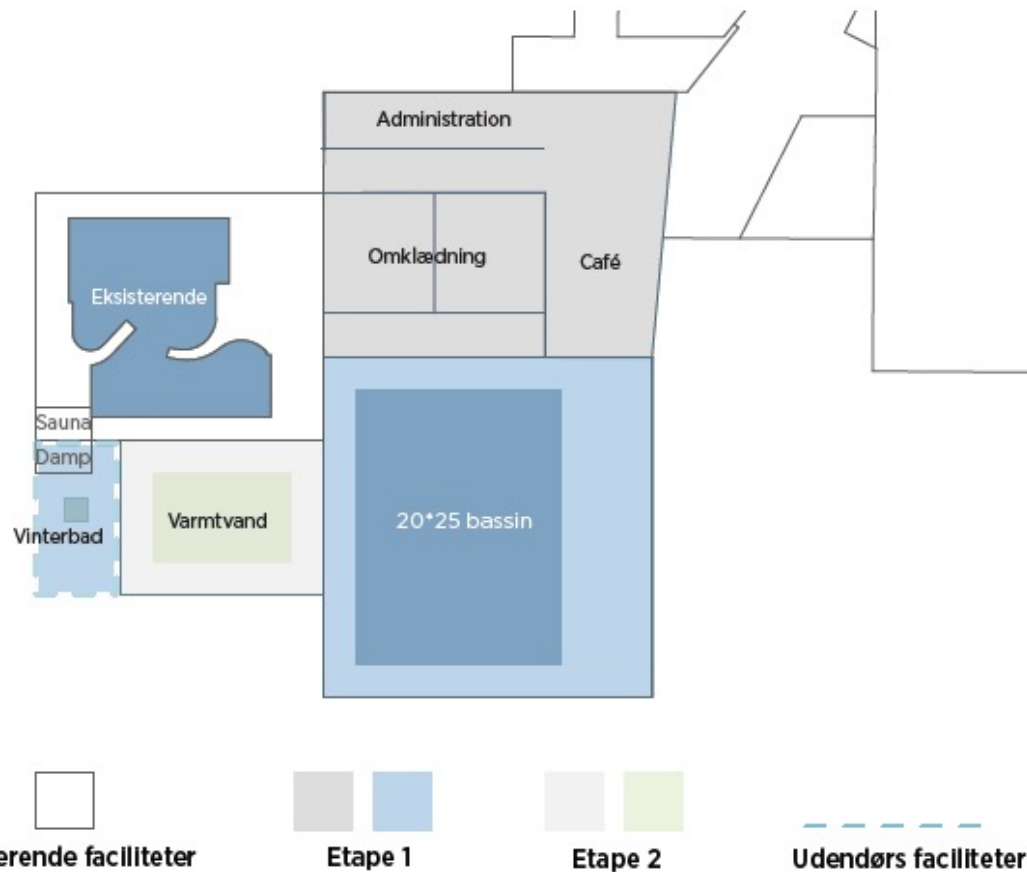 Administration
Omklædning
Café
Eksisterende
Sauna
Damp
Vinterbad
Varmtvand
20*25 bassin
erende faciliteter
Etape 1
Etape 2
Udendørs faciliteter